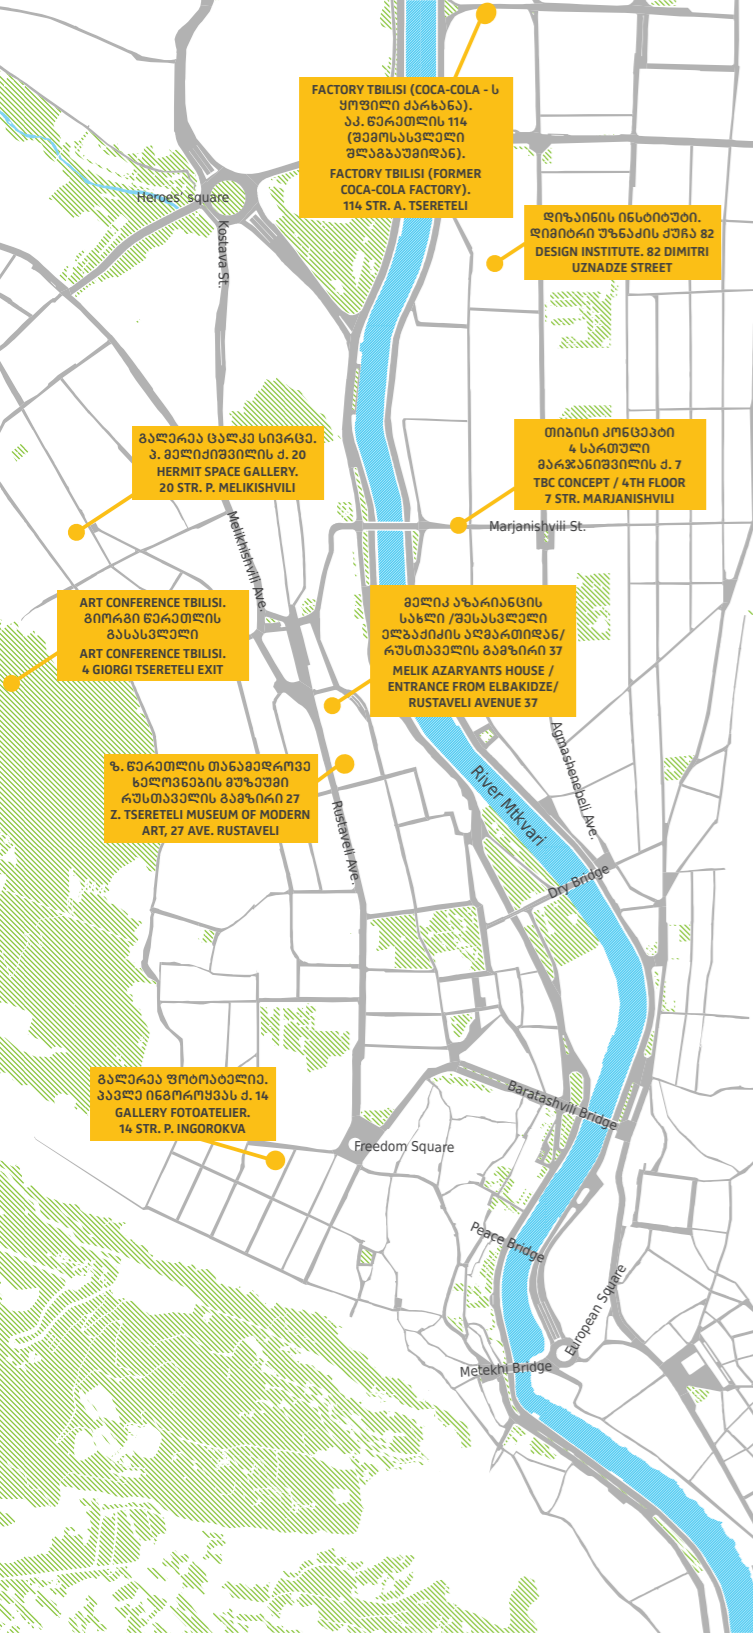 FACTORY TBILISI (COCA-COLA - ს
ყოფილი ქარხანა).
აკ. წერეთლის 114
(შემოსასვლელი
შლაგბაუმიდან).
FACTORY TBILISI (FORMER
COCA-COLA FACTORY).
114 STR. A. TSERETELI
Heroes' square
Kostava St.
დიზაინის ინსტიტუტი.
დიმიტრი უზნაძის ქუჩა 82
DESIGN INSTITUTE. 82 DIMITRI
UZNADZE STREET
გალერეა ცალკე სივრცე.
პ. მელიქიშვილის ქ. 20
HERMIT SPACE GALLERY.
20 STR. P. MELIKISHVILI
თიბისი კონცეპტი
4 სართული
მარჯანიშვილის ქ. 7
TBC CONCEPT / 4TH FLOOR
7 STR. MARJANISHVILI
Marjanishvili St.
Melikhishvili Ave.
ART CONFERENCE TBILISI.
გიორგი წერეთლის
გასასვლელი
ART CONFERENCE TBILISI.
4 GIORGI TSERETELI EXIT
მელიკ აზარიანცის
სახლი /შესასვლელი
ელბაქიძის აღმართიდან/
რუსთაველის გამზირი 37
MELIK AZARYANTS HOUSE /
ENTRANCE FROM ELBAKIDZE/
RUSTAVELI AVENUE 37
Agmashenebeli Ave.
ზ. წერეთლის თანამედროვე
ხელოვნების მუზეუმი
რუსთაველის გამზირი 27
Z. TSERETELI MUSEUM OF MODERN
ART, 27 AVE. RUSTAVELI
River Mtkvari
Rustaveli Ave.
Dry Bridge
გალერეა ფოტოატელიე.
პავლე ინგოროყვას ქ. 14
GALLERY FOTOATELIER.
14 STR. P. INGOROKVA
Baratashvili Bridge
Freedom Square
Peace Bridge
European Square
Metekhi Bridge